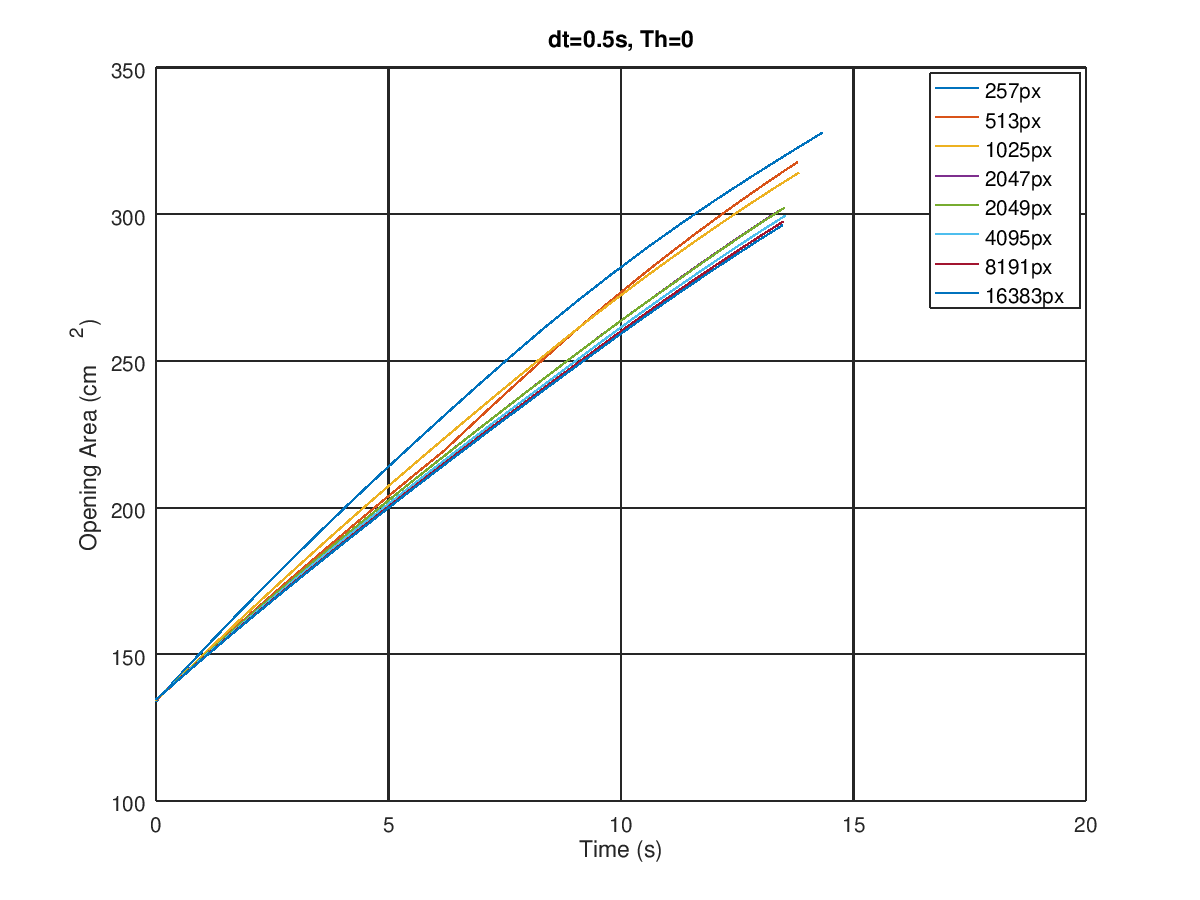 dt=0.5s, Th=0
350
300
250
200
150
100
Opening Area (cm 2)
0
5
10
15
20
Time (s)
257px
513px
1025px
2047px
2049px
4095px
8191px
16383px